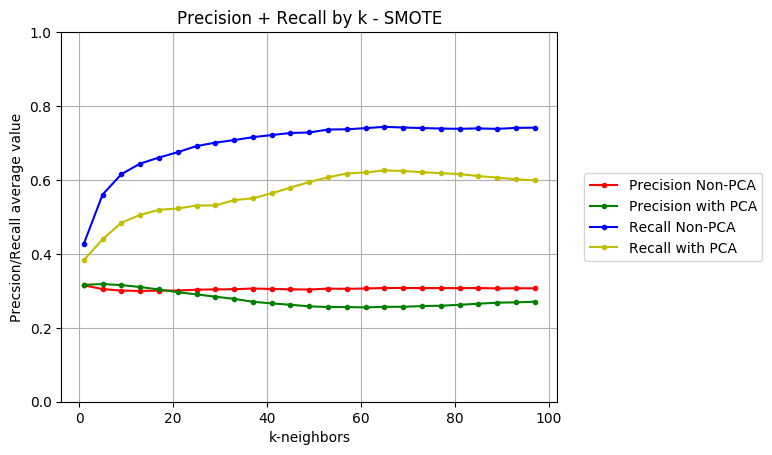 Precision + Recall by k - SMOTE
Precsion/Recall average value
1.0
0.8
0.6
0.4
0.2
0.0
0
20
40
60
80
100
k-neighbors
Precision Non-PCA
Precision with PCA
Recall Non-PCA
Recall with PCA